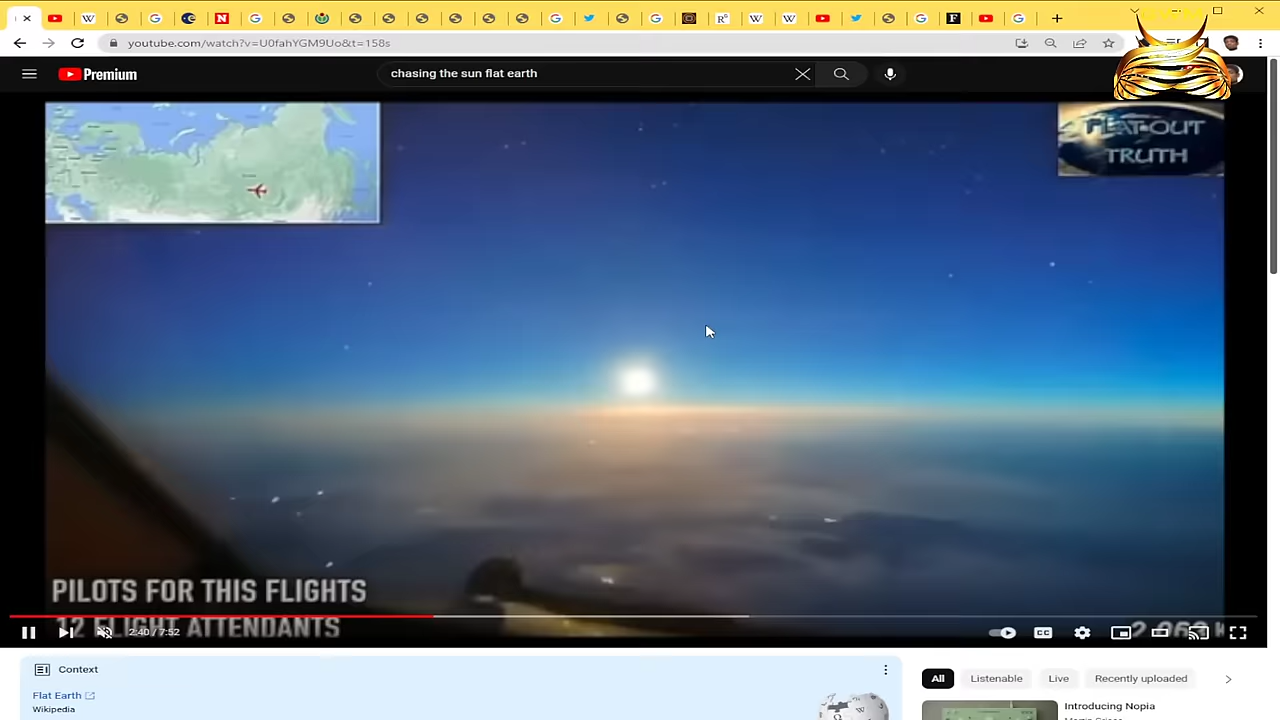 youtube.com/watch?v=U0fahYGM9Uo&t=158s
Premium
chasing the sun flat earth
FLAT-OUT
TRUTH
PILOTS FOR THIS FLIGHTS
12 FLIGHT ATTENDANTS
2:40 / 7:52
CC
Context
Flat Earth
Wikipedia
All
Listenable
Live
Recently uploaded
Introducing Nopia